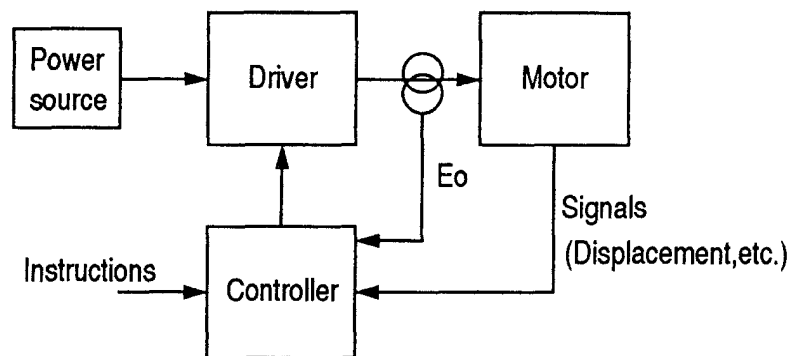 Power
source
Driver
Motor
Eo
Signals
(Displacement,etc.)
Instructions
Controller